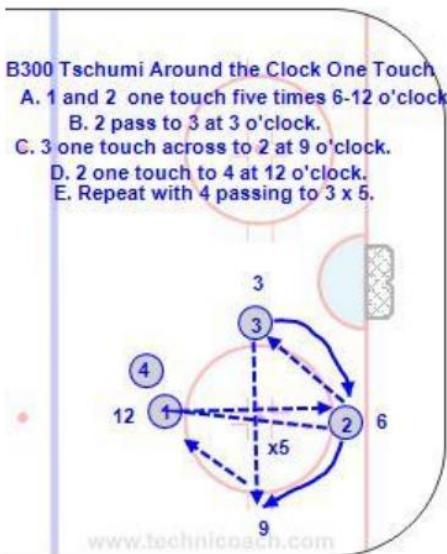 B300 Tschumi Around the Clock One Touch
A. 1 and 2 one touch five times 6-12 o'clock
B. 2 pass to 3 at 3 o'clock.
C. 3 one touch across to 2 at 9 o'clock.
D. 2 one touch to 4 at 12 o'clock.
E. Repeat with 4 passing to 3 x 5.
3
3
4
12 1 2 6
x5
9
www.technicoach.com